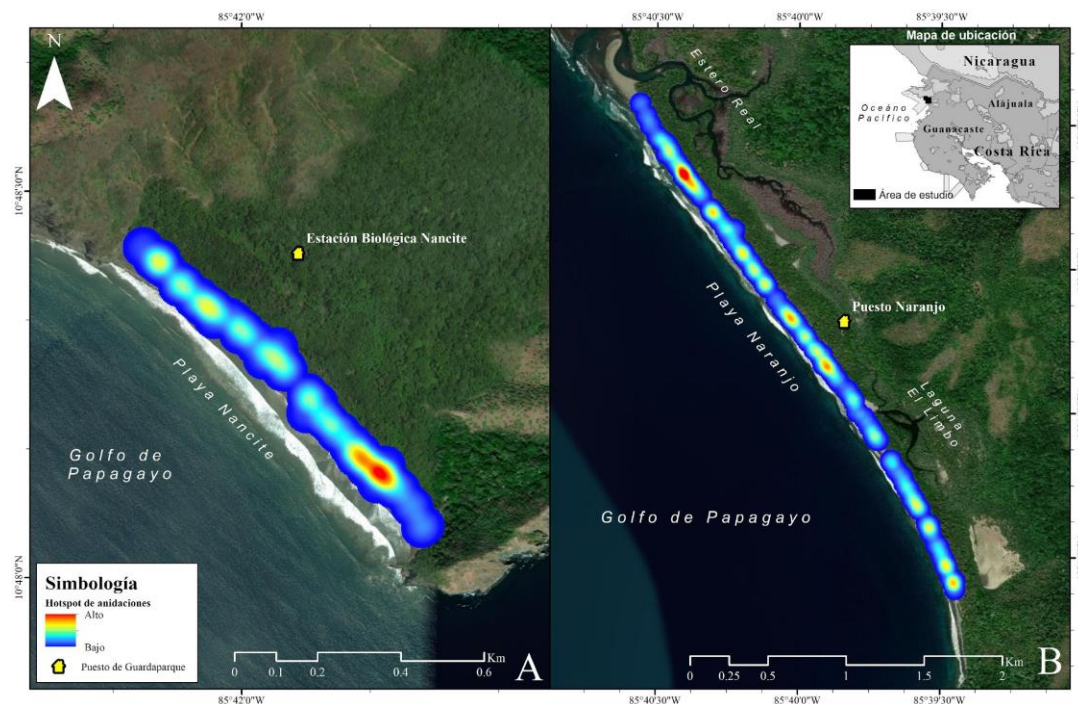 85°42'0"W
85°40'30"W
85°40'0"W
85°39'30"W
N
10°48'30"N
10°48'0"N
Estación Biológica Nancite
Playa Nancite
Golfo de
Papagayo
Simbología
Hotspot de anidaciones
Alto
Bajo
Puesto de Guardaparque
Km
0
0.1
0.2
0.4
0.6
A
85°42'0"W
Estero Real
Mapa de ubicación
Nicaragua
Océano
Pacífico
Alajuala
Guanacaste
Costa Rica
Área de estudio
Puesto Naranjo
Playa Naranjo
Laguna
El Limbo
Golfo de Papagayo
Km
0
0.25
0.5
1
1.5
2
B
85°40'30"W
85°40'0"W
85°39'30"W